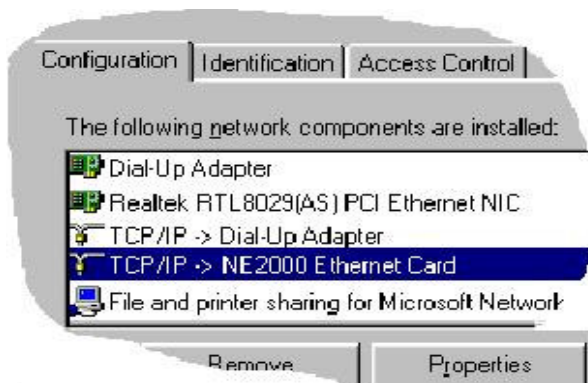 Configuration Identification Access Control
The following network components are installed:
Dial-Up Adapter
Realtek RTL8029(AS) PCI Ethernet NIC
TCP/IP -> Dial-Up Adapter
TCP/IP -> NE2000 Ethernet Card
File and printer sharing for Microsoft Network
Remove Properties